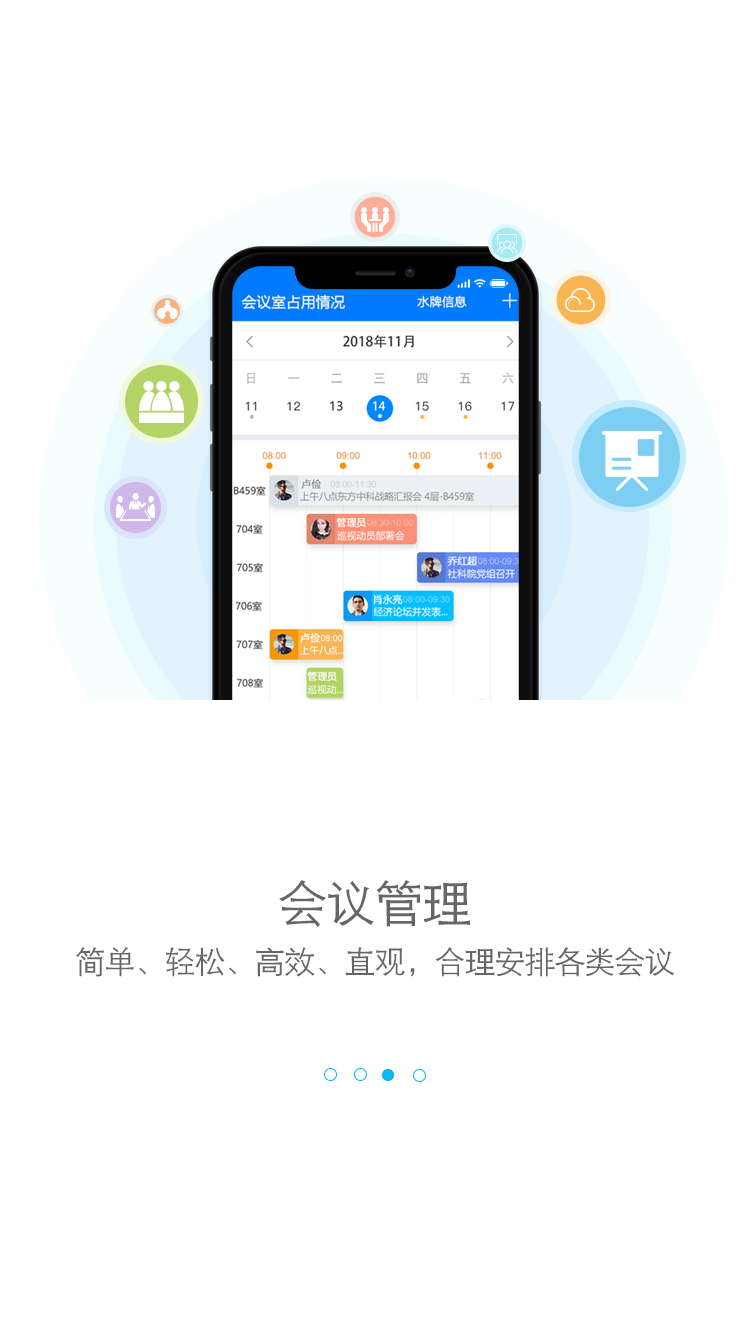 会议室占用情况 水牌信息
2018年11月
日 一 二 三 四 五 六
11 12 13 14 15 16 17
08:00 09:00 10:00 11:00
B459室 卢俭 08:00-11:30
上午八点东方中科战略汇报会 4层-B459室
704室 管理员 08:30-10:00
巡视动员部署会
705室 乔红超 08:00-09:3
社科院党组召开
706室 肖永亮 08:00-09:30
经济论坛并发表...
707室 卢俭 08:00
上午八点...
708室 管理员
巡视动...
会议管理
简单、轻松、高效、直观，合理安排各类会议